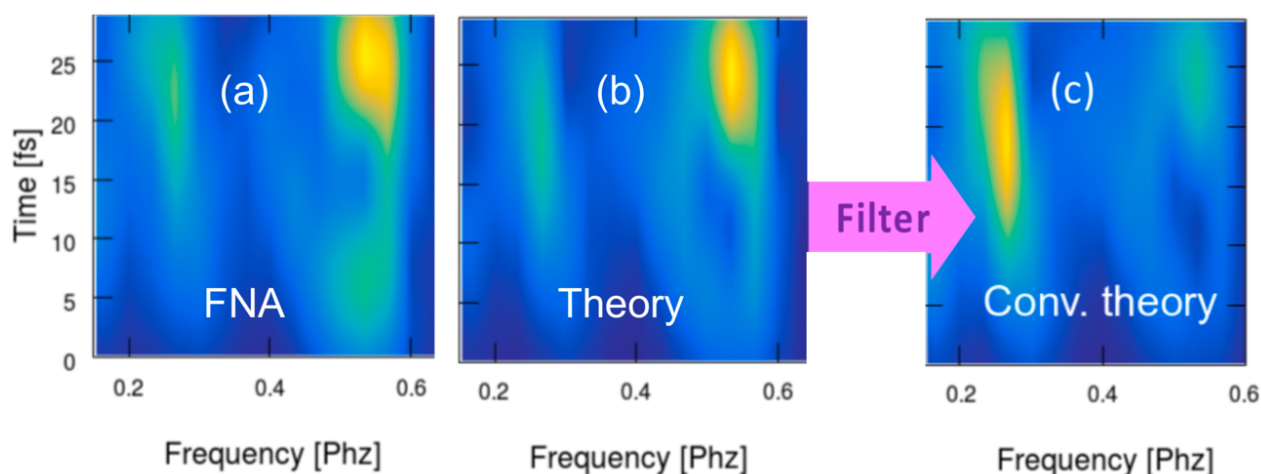 (a)
(b)
(c)
Time [fs]
25
20
15
10
5
0
Filter
FNA
Theory
Conv. theory
0.2 0.4 0.6
0.2 0.4 0.6
0.2 0.4 0.6
Frequency [Phz]
Frequency [Phz]
Frequency [Phz]